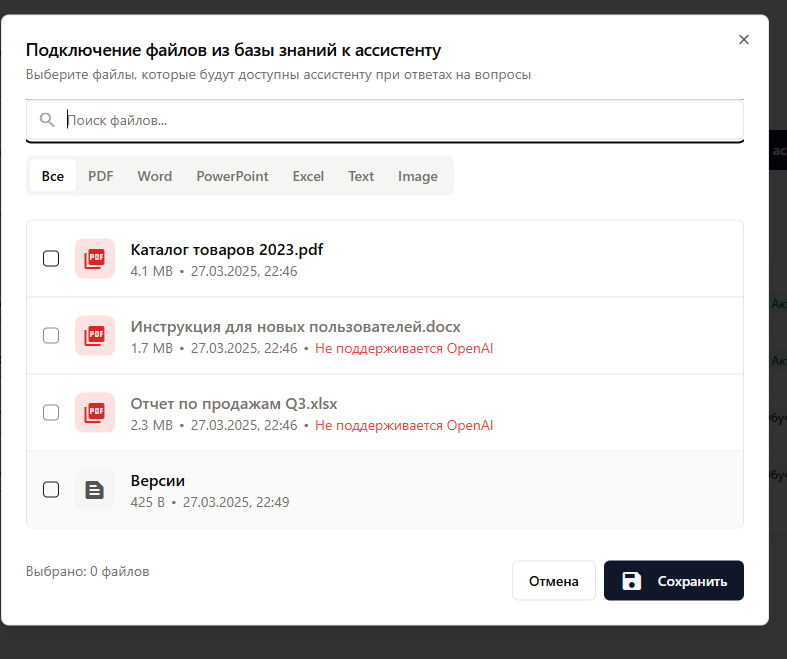 Подключение файлов из базы знаний к ассистенту
Выберите файлы, которые будут доступны ассистенту при ответах на вопросы
Поиск файлов...
Все PDF Word PowerPoint Excel Text Image
PDF
Каталог товаров 2023.pdf
4.1 MB • 27.03.2025, 22:46
PDF
Инструкция для новых пользователей.docx
1.7 MB • 27.03.2025, 22:46 • Не поддерживается OpenAI
PDF
Отчет по продажам Q3.xlsx
2.3 MB • 27.03.2025, 22:46 • Не поддерживается OpenAI
Версии
425 B • 27.03.2025, 22:49
Выбрано: 0 файлов
Отмена Сохранить